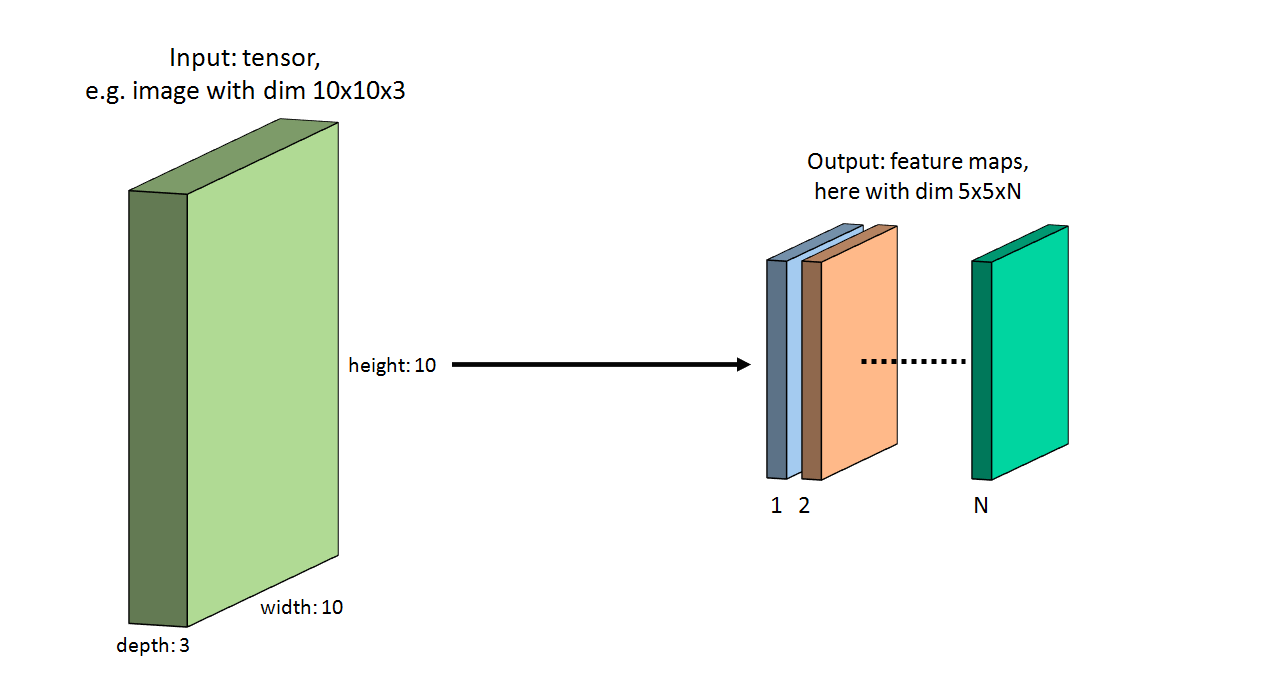 Input: tensor,
e.g. image with dim 10x10x3
Output: feature maps,
here with dim 5x5xN
height: 10
1 2 N
width: 10
depth: 3